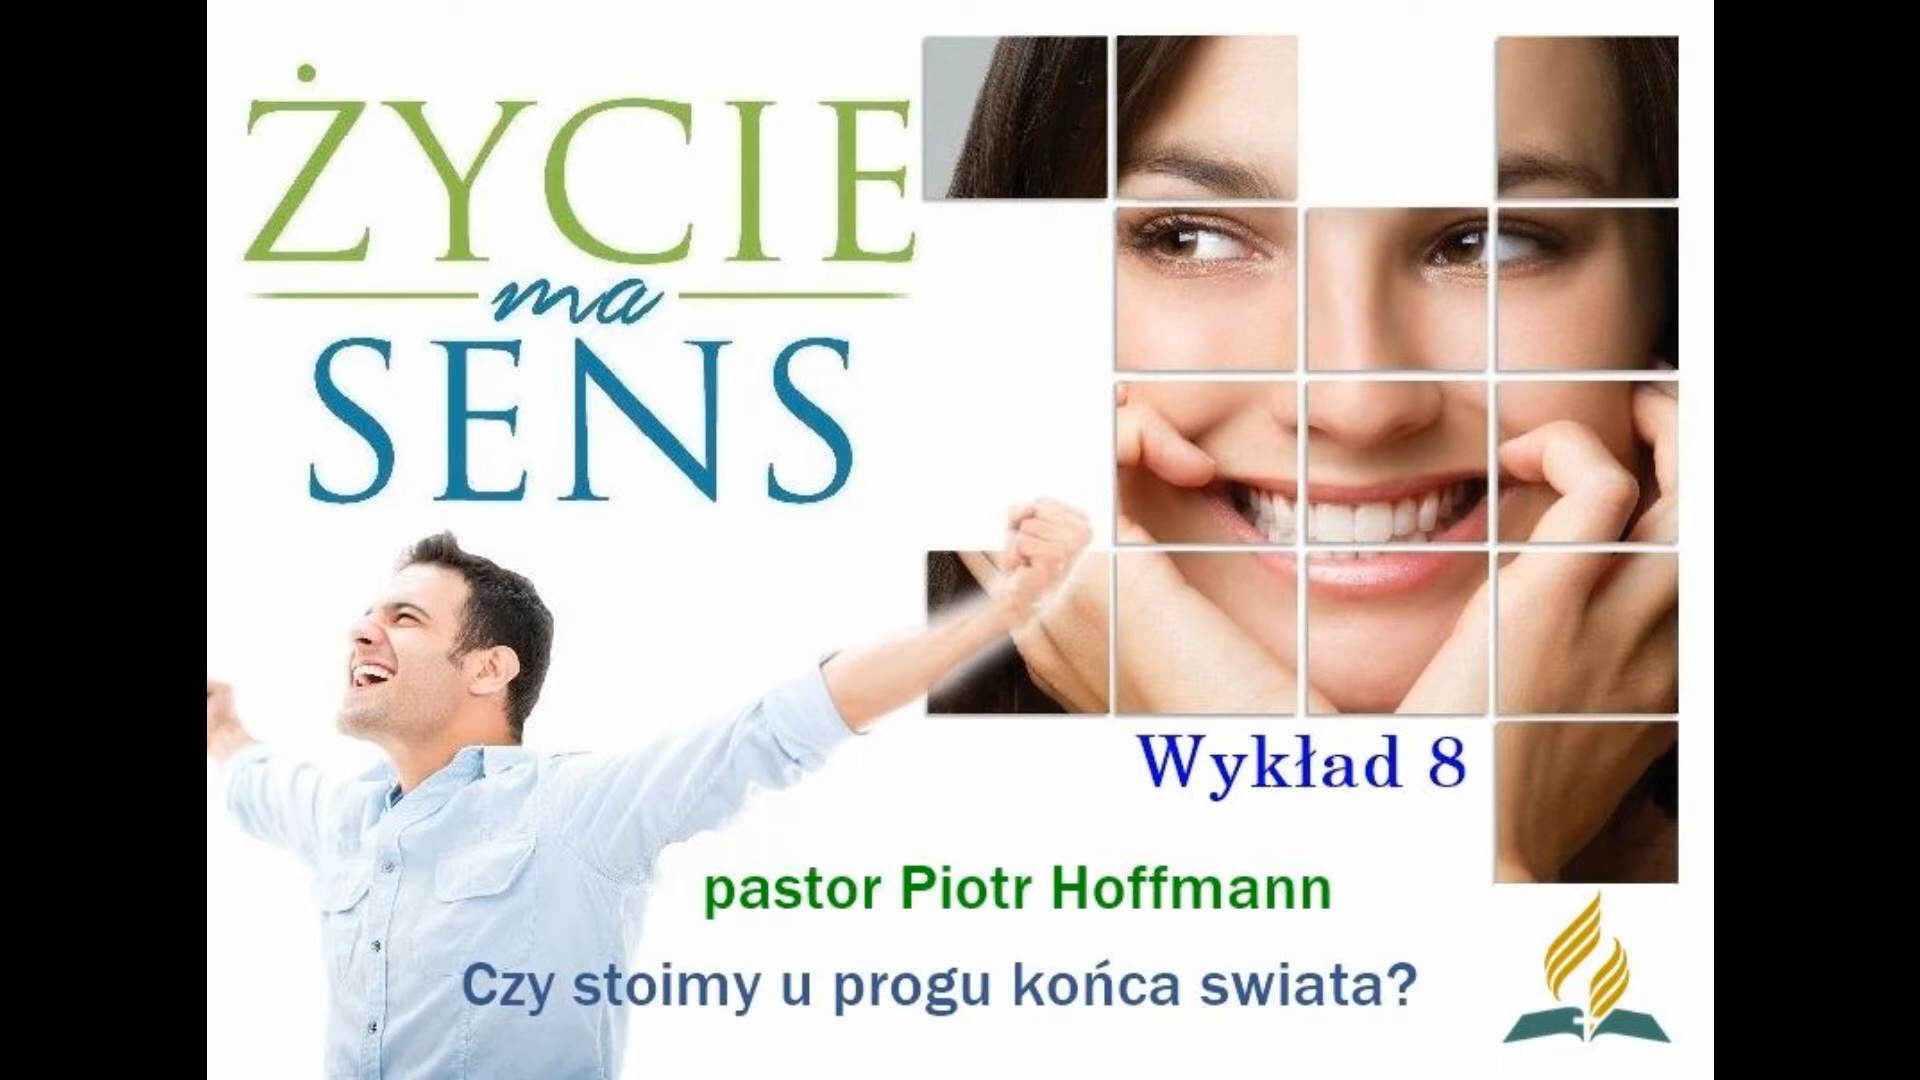 ŻYCIE
ma
SENS
Wykład 8
pastor Piotr Hoffmann
Czy stoimy u progu końca swiata?